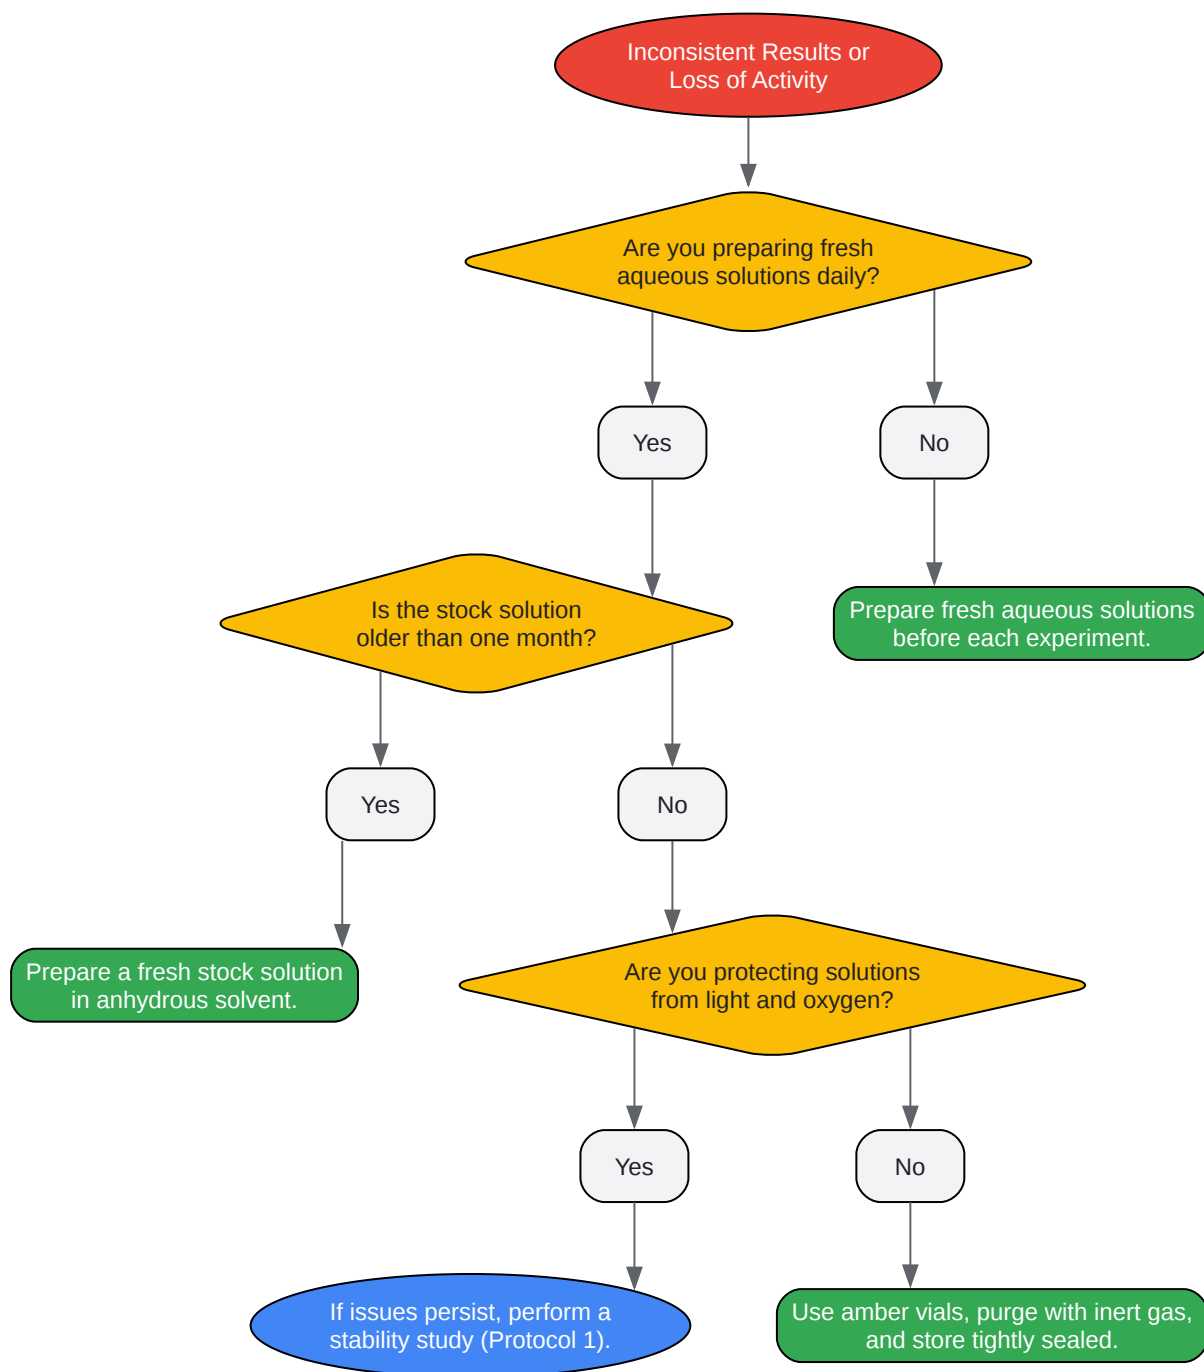 Inconsistent Results or
Loss of Activity
Are you preparing fresh
aqueous solutions daily?
Yes
No
Is the stock solution
older than one month?
Prepare fresh aqueous solutions
before each experiment.
Yes
No
Prepare a fresh stock solution
in anhydrous solvent.
Are you protecting solutions
from light and oxygen?
Yes
No
If issues persist, perform a
stability study (Protocol 1).
Use amber vials, purge with inert gas,
and store tightly sealed.